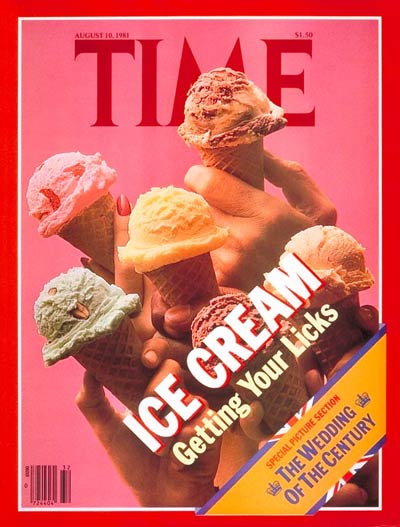 AUGUST 10, 1981
$1.50
TIME
ICE CREAM
Getting Your Licks
SPECIAL PICTURE SECTION
THE WEDDING
OF THE CENTURY
32